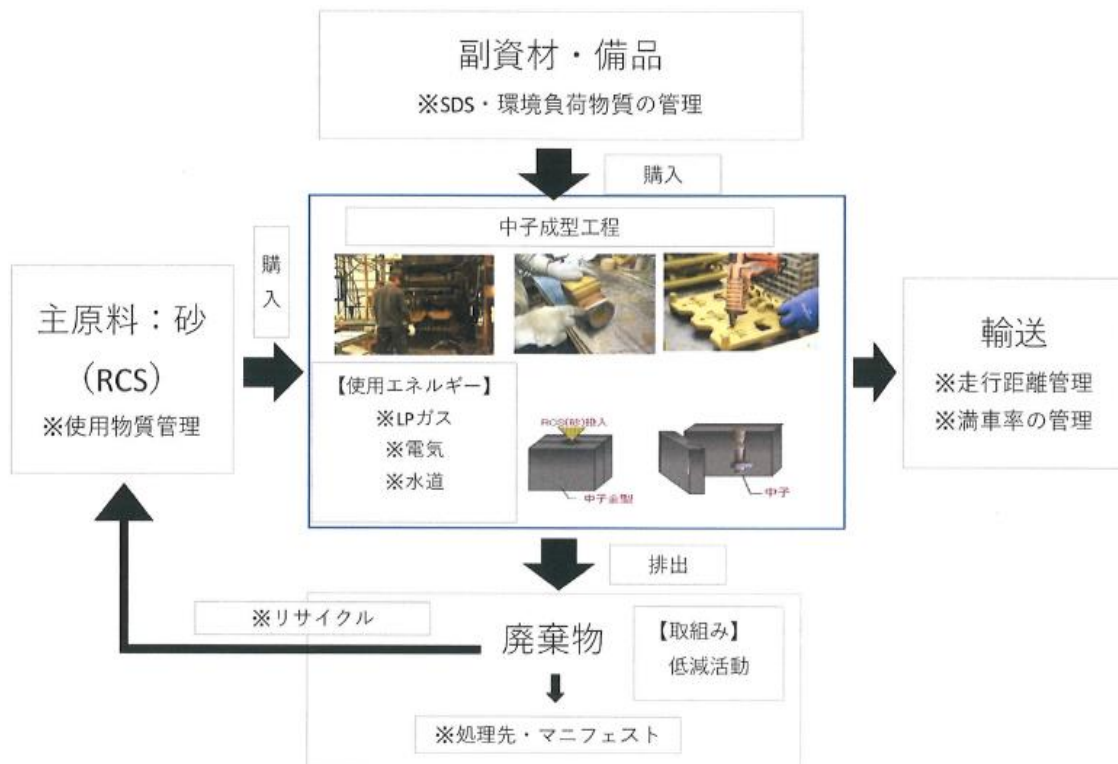 副資材・備品
※SDS・環境負荷物質の管理
購入
中子成型工程
購
入
主原料：砂
（RCS）
※使用物質管理
【使用エネルギー】
※LPガス
※電気
※水道
RCS(砂)投入
中子金型
中子
輸送
※走行距離管理
※満車率の管理
排出
※リサイクル
廃棄物
【取組み】
低減活動
※処理先・マニフェスト